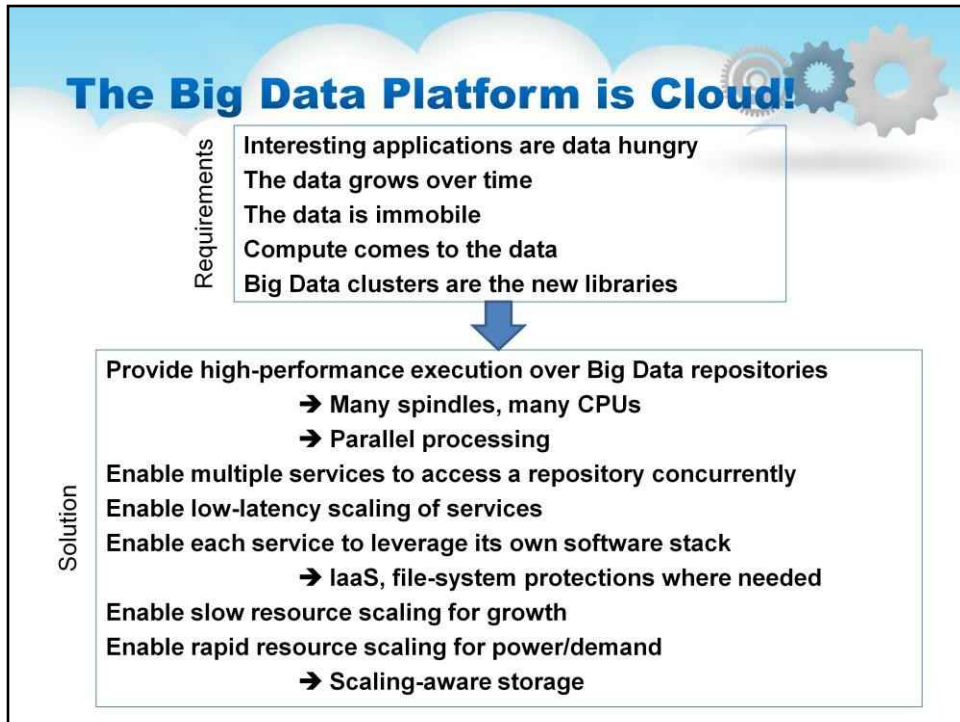 The Big Data Platform is Cloud!
Requirements
Interesting applications are data hungry
The data grows over time
The data is immobile
Compute comes to the data
Big Data clusters are the new libraries
Solution
Provide high-performance execution over Big Data repositories
➔ Many spindles, many CPUs
➔ Parallel processing
Enable multiple services to access a repository concurrently
Enable low-latency scaling of services
Enable each service to leverage its own software stack
➔ IaaS, file-system protections where needed
Enable slow resource scaling for growth
Enable rapid resource scaling for power/demand
➔ Scaling-aware storage